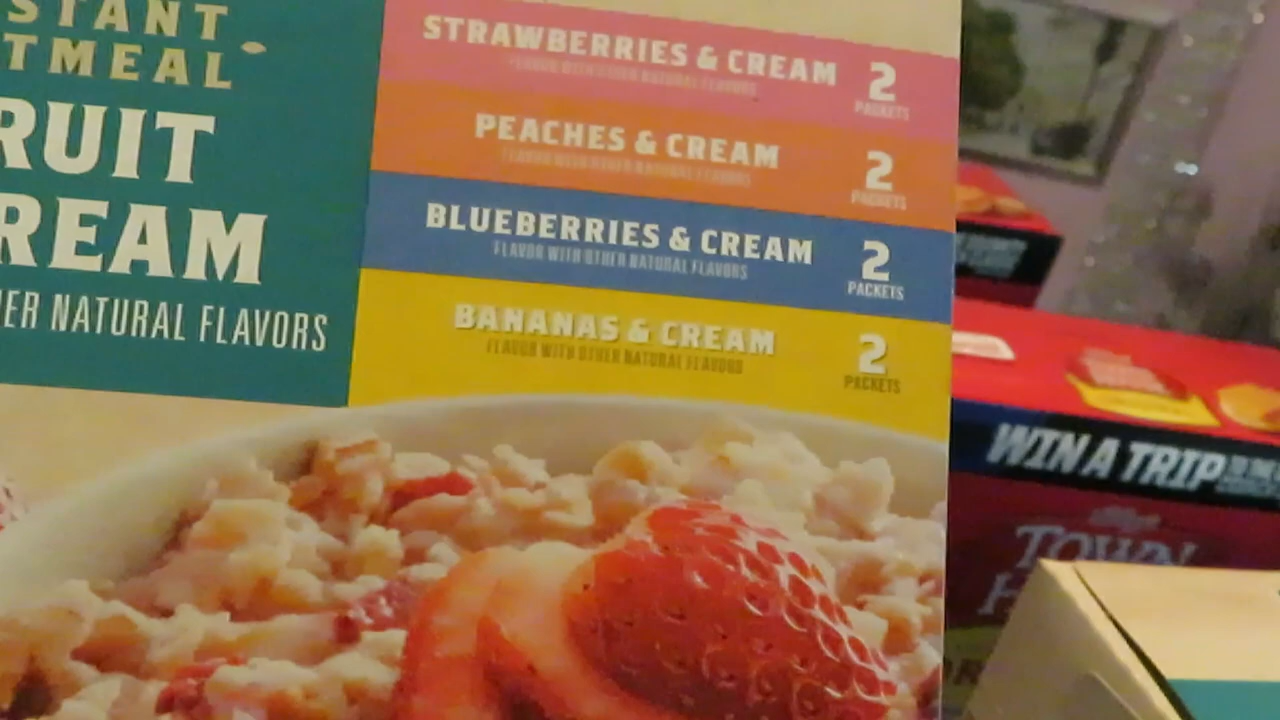 STANT
TMEAL
RUIT
REAM
ER NATURAL FLAVORS
STRAWBERRIES & CREAM
FLAVOR WITH OTHER NATURAL FLAVORS
2
PACKETS
PEACHES & CREAM
FLAVOR WITH OTHER NATURAL FLAVORS
2
PACKETS
BLUEBERRIES & CREAM
FLAVOR WITH OTHER NATURAL FLAVORS
2
PACKETS
BANANAS & CREAM
FLAVOR WITH OTHER NATURAL FLAVORS
2
PACKETS
WIN A TRIP
TOWN
H